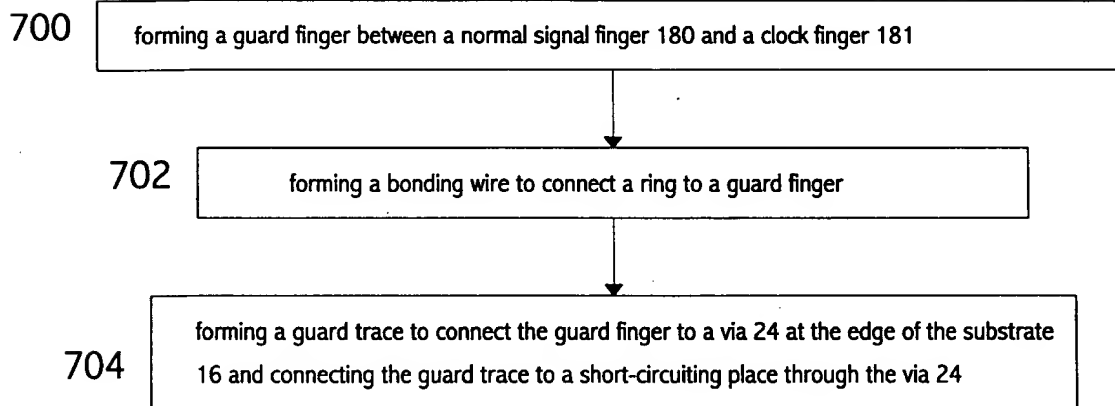 700
forming a guard finger between a normal signal finger 180 and a clock finger 181
702
forming a bonding wire to connect a ring to a guard finger
704
forming a guard trace to connect the guard finger to a via 24 at the edge of the substrate
16 and connecting the guard trace to a short-circuiting place through the via 24